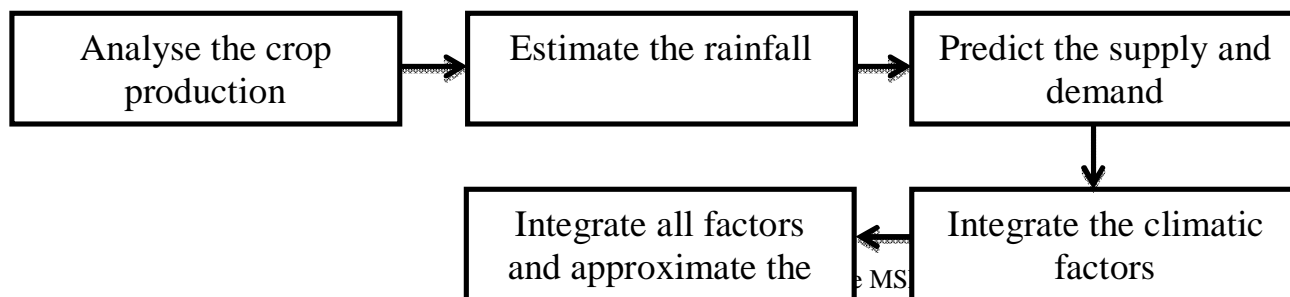 Analyse the crop
production
Estimate the rainfall
Predict the supply and
demand
Integrate the climatic
factors
Integrate all factors
and approximate the